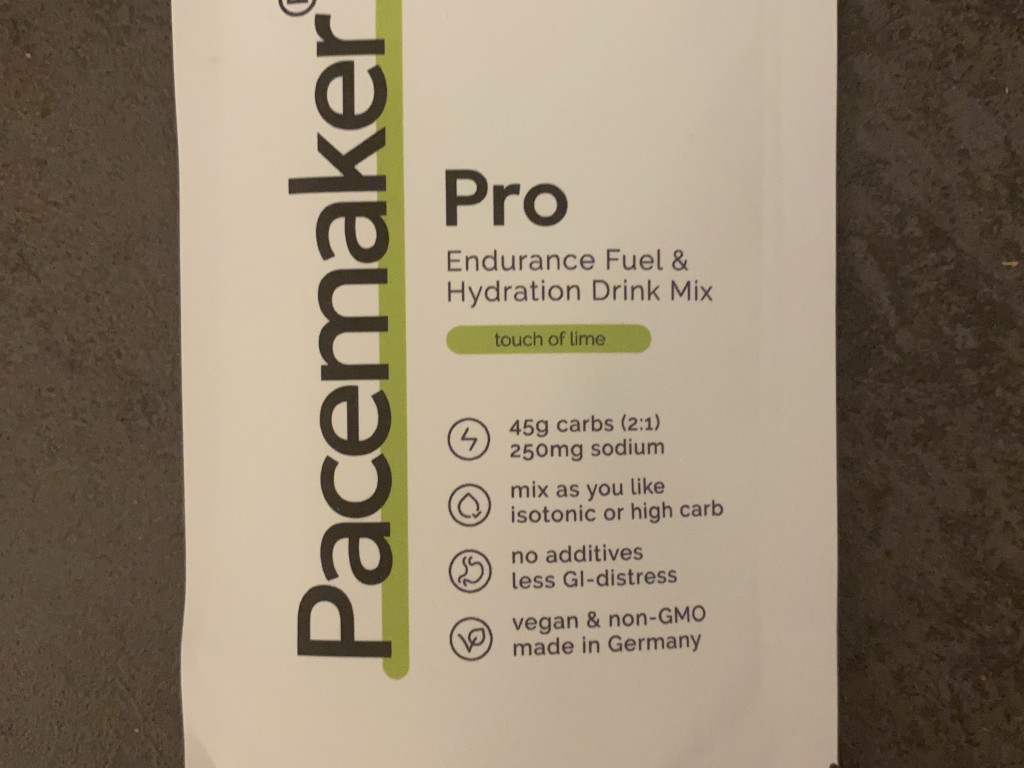 Pacemaker®
Pro
Endurance Fuel &
Hydration Drink Mix
touch of lime
45g carbs (2:1)
250mg sodium
mix as you like
isotonic or high carb
no additives
less GI-distress
vegan & non-GMO
made in Germany